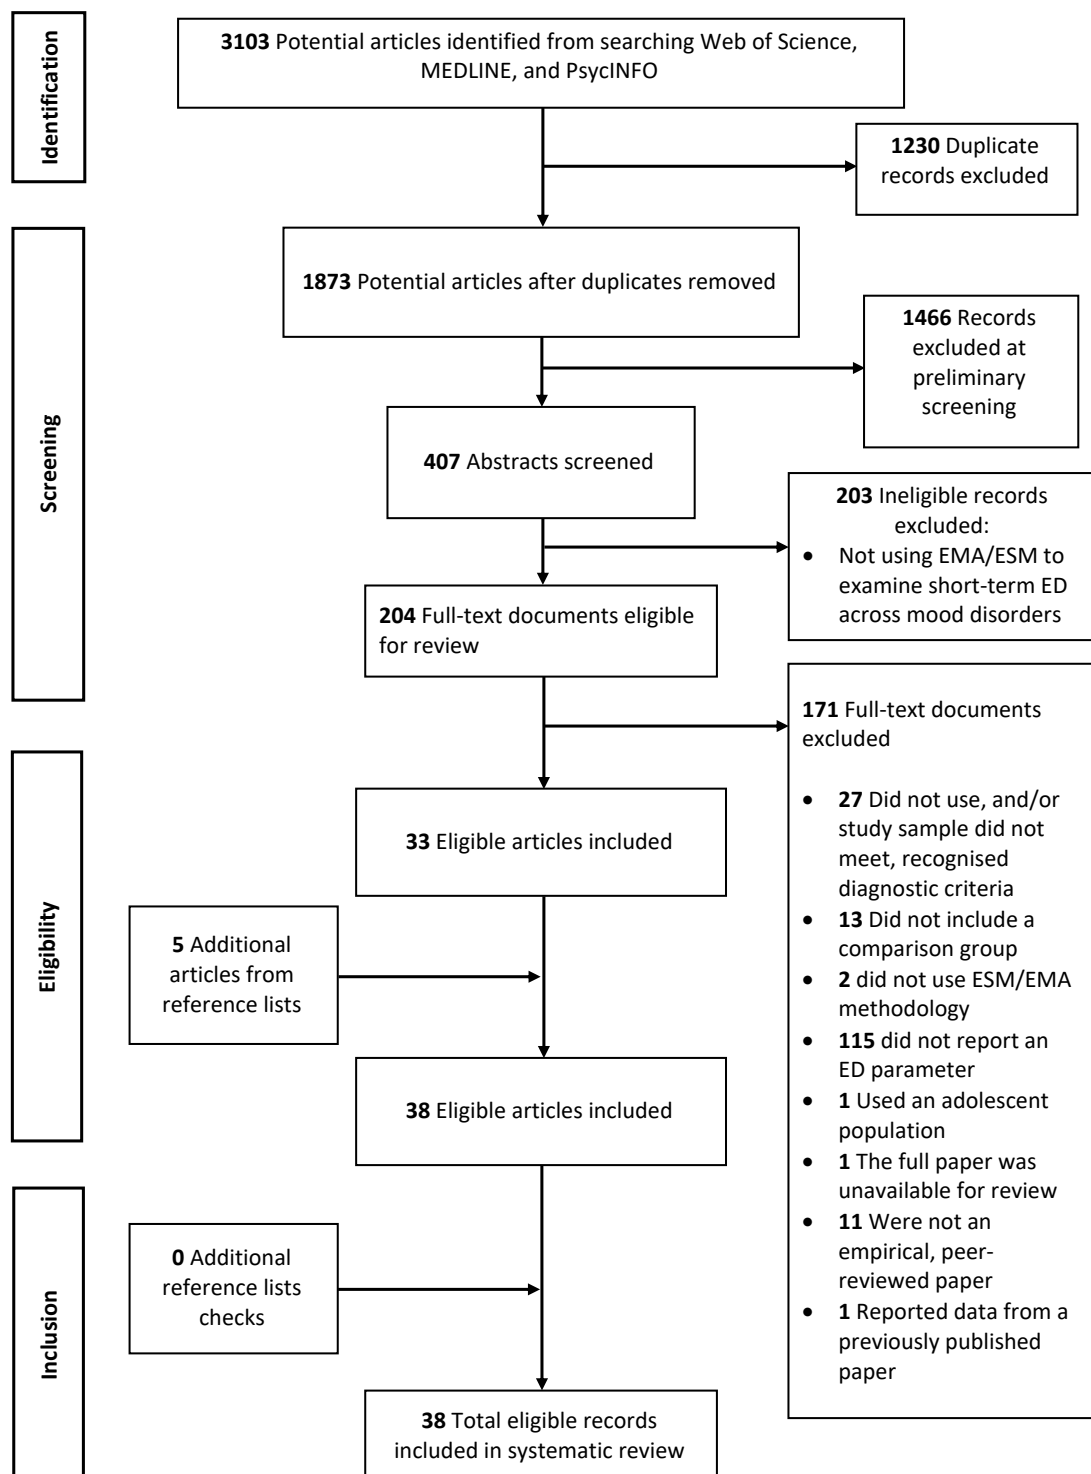 Identification
3103 Potential articles identified from searching Web of Science,
MEDLINE, and PsycINFO
1230 Duplicate
records excluded
Screening
1873 Potential articles after duplicates removed
1466 Records
excluded at
preliminary
screening
407 Abstracts screened
203 Ineligible records
excluded:
• Not using EMA/ESM to
examine short-term ED
across mood disorders
204 Full-text documents eligible
for review
171 Full-text documents
excluded
• 27 Did not use, and/or
study sample did not
meet, recognised
diagnostic criteria
• 13 Did not include a
comparison group
• 2 did not use ESM/EMA
methodology
• 115 did not report an
ED parameter
• 1 Used an adolescent
population
• 1 The full paper was
unavailable for review
• 11 Were not an
empirical, peer-
reviewed paper
• 1 Reported data from a
previously published
paper
Eligibility
33 Eligible articles included
5 Additional
articles from
reference lists
38 Eligible articles included
Inclusion
0 Additional
reference lists
checks
38 Total eligible records
included in systematic review